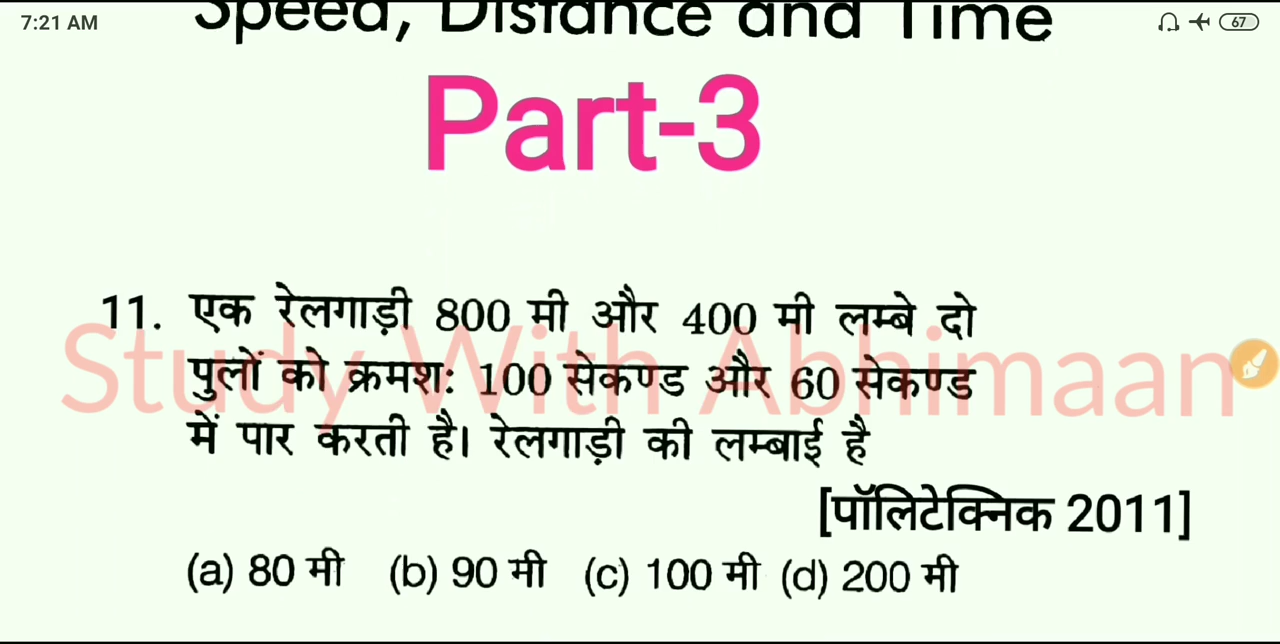 7:21 AM
67
Speed, Distance and Time
Part-3
11. एक रेलगाड़ी 800 मी और 400 मी लम्बे दो
पुलों को क्रमशः 100 सेकण्ड और 60 सेकण्ड
में पार करती है। रेलगाड़ी की लम्बाई है
Study With Abhimaan
[पॉलिटेक्निक 2011]
(a) 80 मी (b) 90 मी (c) 100 मी (d) 200 मी